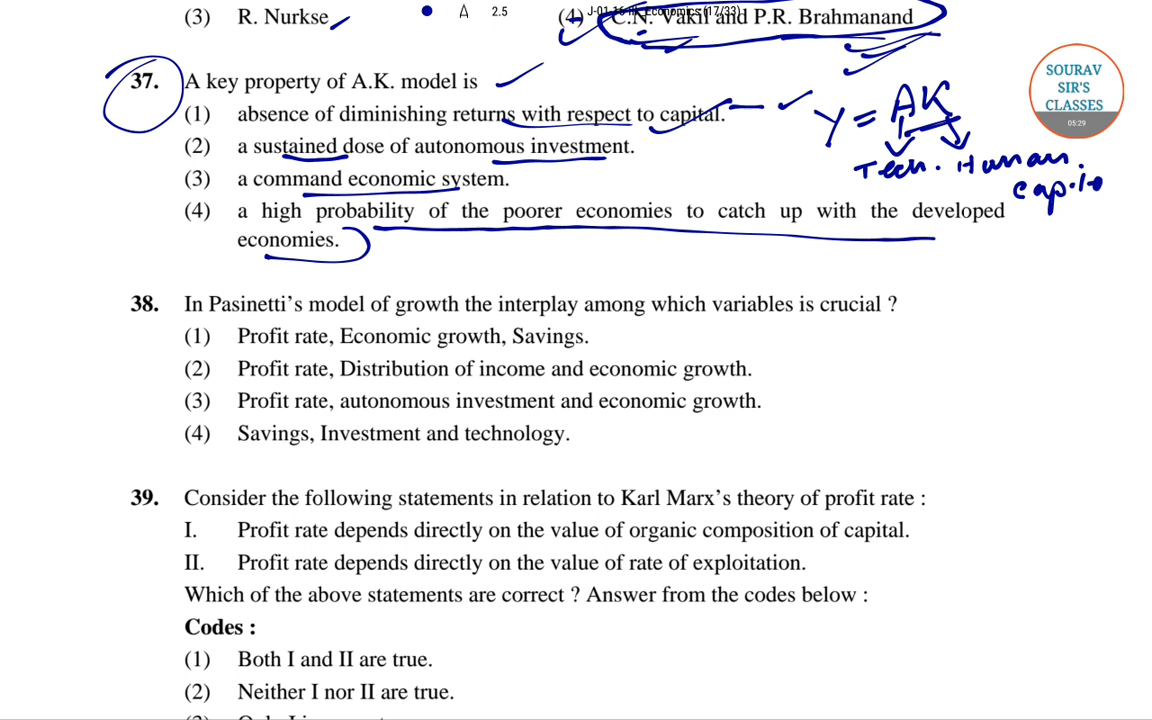 (3) R. Nurkse
A 2.5
(4) C.N. Vakil and P.R. Brahmanand
37. A key property of A.K. model is
(1) absence of diminishing returns with respect to capital.
(2) a sustained dose of autonomous investment.
(3) a command economic system.
(4) a high probability of the poorer economies to catch up with the developed
economies.
Y = AK
Tech. Human.
SOURAV
SIR'S
CLASSES
05:29
38. In Pasinetti's model of growth the interplay among which variables is crucial ?
(1) Profit rate, Economic growth, Savings.
(2) Profit rate, Distribution of income and economic growth.
(3) Profit rate, autonomous investment and economic growth.
(4) Savings, Investment and technology.
39. Consider the following statements in relation to Karl Marx's theory of profit rate :
I. Profit rate depends directly on the value of organic composition of capital.
II. Profit rate depends directly on the value of rate of exploitation.
Which of the above statements are correct ? Answer from the codes below :
Codes :
(1) Both I and II are true.
(2) Neither I nor II are true.